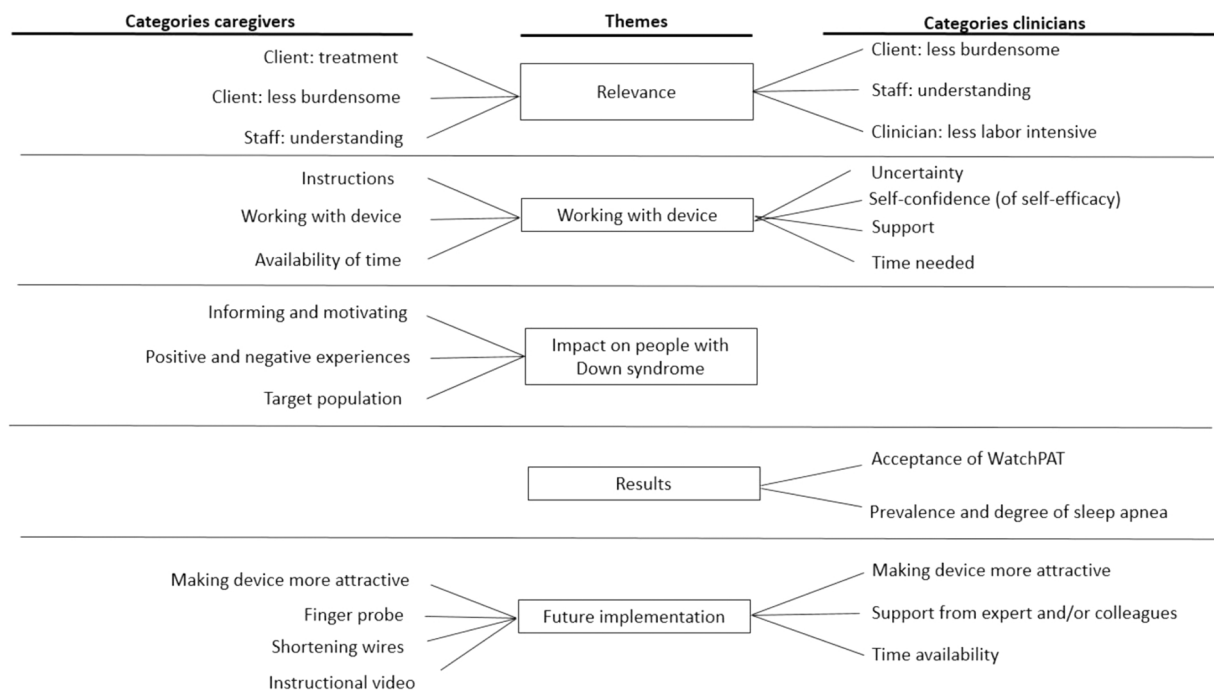 Categories caregivers
Themes
Categories clinicians
Client: treatment
Client: less burdensome
Staff: understanding
Relevance
Client: less burdensome
Staff: understanding
Clinician: less labor intensive
Instructions
Working with device
Availability of time
Working with device
Uncertainty
Self-confidence (of self-efficacy)
Support
Time needed
Informing and motivating
Positive and negative experiences
Target population
Impact on people with
Down syndrome
Results
Acceptance of WatchPAT
Prevalence and degree of sleep apnea
Making device more attractive
Finger probe
Shortening wires
Instructional video
Future implementation
Making device more attractive
Support from expert and/or colleagues
Time availability